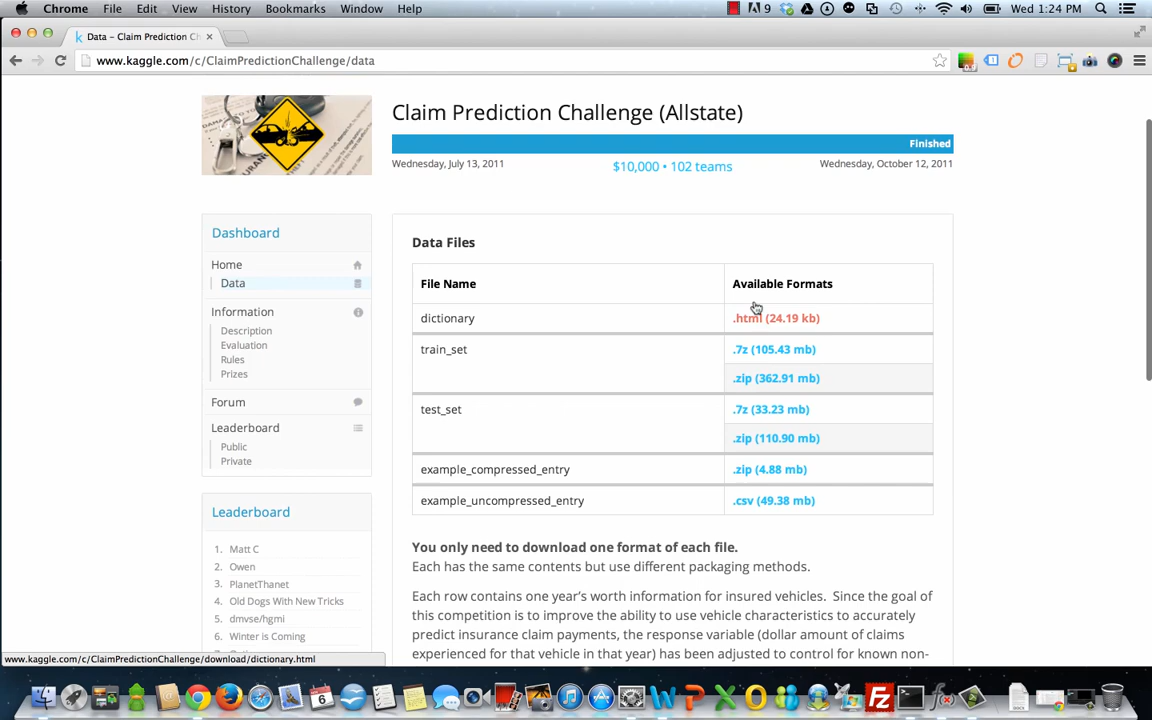 Chrome File Edit View History Bookmarks Window Help 9 Wed 1:24 PM
Data – Claim Prediction Ch
www.kaggle.com/c/ClaimPredictionChallenge/data
Claim Prediction Challenge (Allstate)
Finished
Wednesday, July 13, 2011 $10,000 • 102 teams Wednesday, October 12, 2011
Dashboard
Home
Data
Information
Description
Evaluation
Rules
Prizes
Forum
Leaderboard
Public
Private
Leaderboard
1. Matt C
2. Owen
3. PlanetThanet
4. Old Dogs With New Tricks
5. dmvse/hgmi
6. Winter is Coming
Data Files
File Name Available Formats
dictionary .html (24.19 kb)
train_set .7z (105.43 mb)
.zip (362.91 mb)
test_set .7z (33.23 mb)
.zip (110.90 mb)
example_compressed_entry .zip (4.88 mb)
example_uncompressed_entry .csv (49.38 mb)
You only need to download one format of each file.
Each has the same contents but use different packaging methods.
Each row contains one year's worth information for insured vehicles. Since the goal of
this competition is to improve the ability to use vehicle characteristics to accurately
predict insurance claim payments, the response variable (dollar amount of claims
experienced for that vehicle in that year) has been adjusted to control for known non-
www.kaggle.com/c/ClaimPredictionChallenge/download/dictionary.html